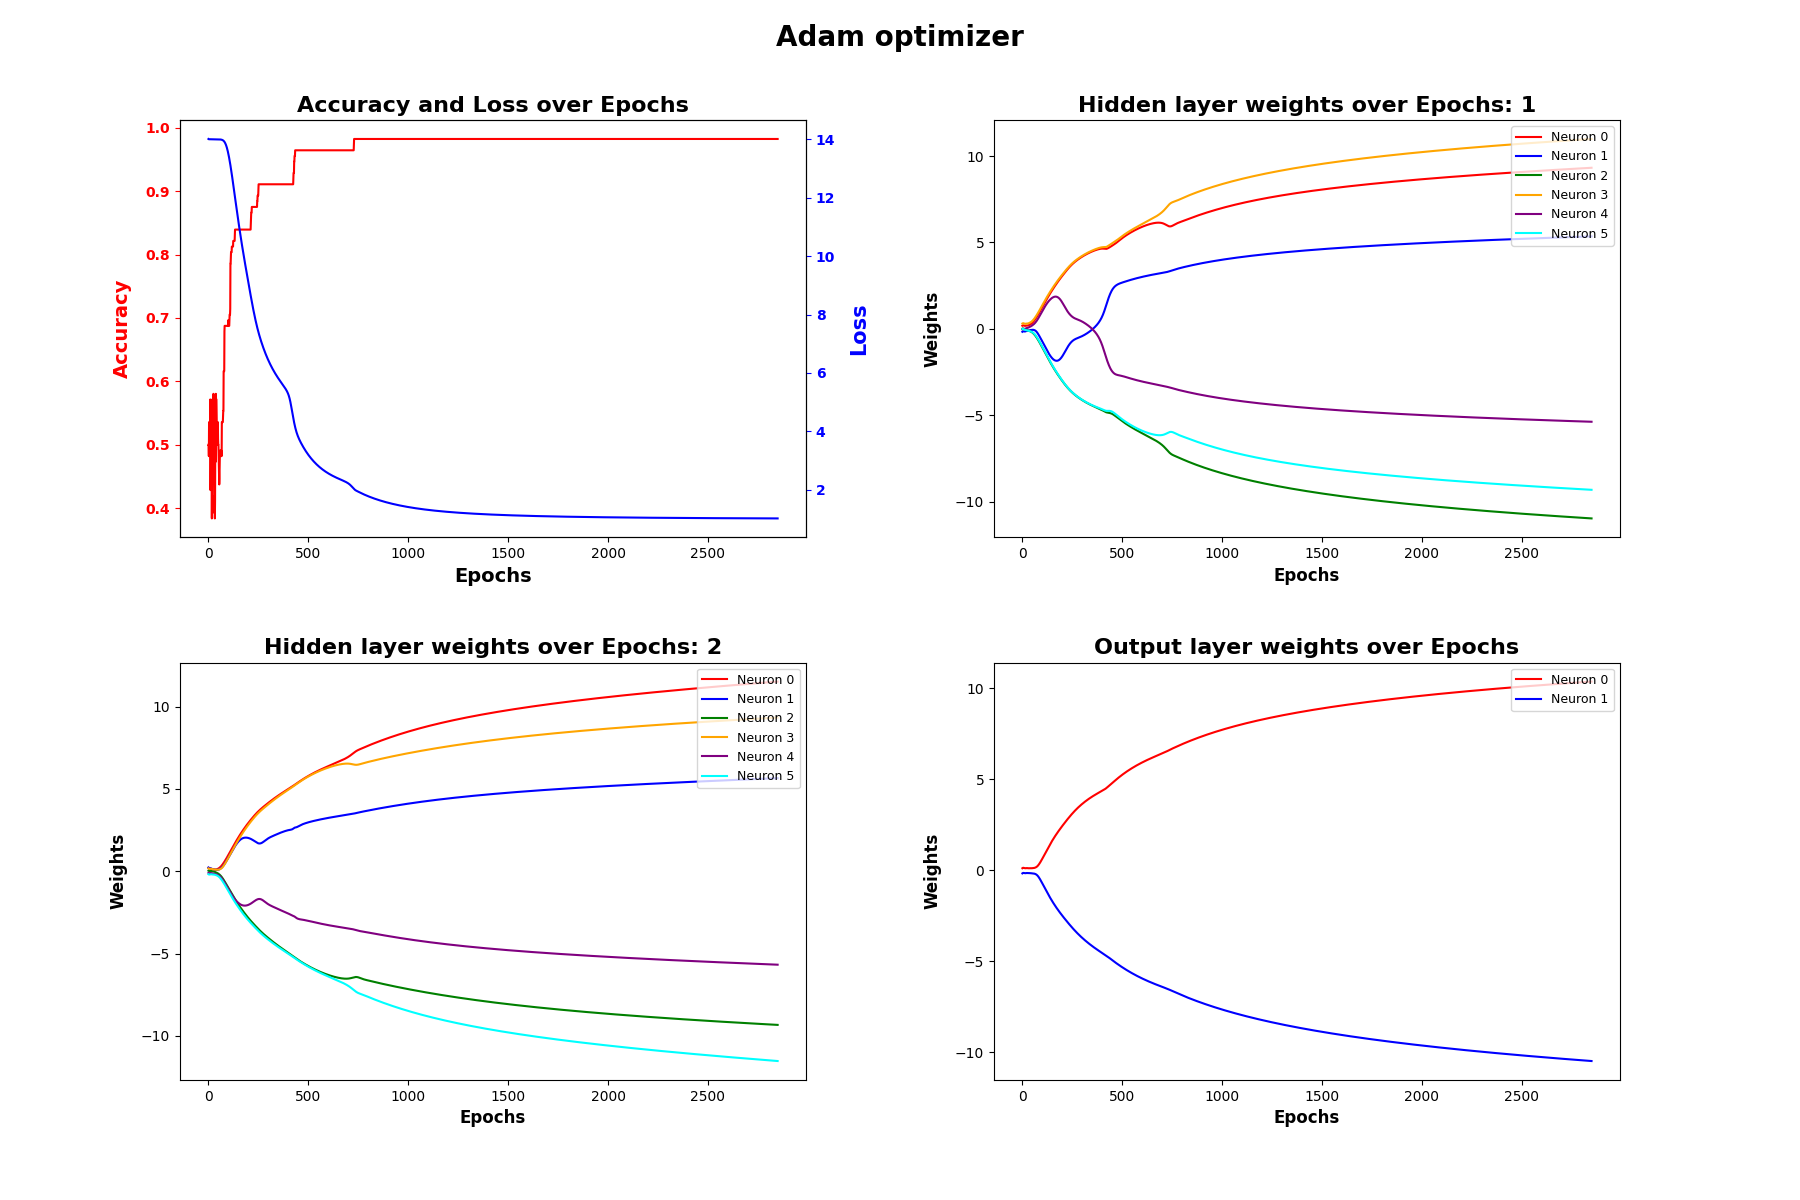 Adam optimizer
Accuracy and Loss over Epochs
1.0
0.9
0.8
0.7
0.6
0.5
0.4
Accuracy
14
12
10
8
6
4
2
Loss
0 500 1000 1500 2000 2500
Epochs
Hidden layer weights over Epochs: 1
10
5
0
−5
−10
Weights
Neuron 0
Neuron 1
Neuron 2
Neuron 3
Neuron 4
Neuron 5
0 500 1000 1500 2000 2500
Epochs
Hidden layer weights over Epochs: 2
10
5
0
−5
−10
Weights
Neuron 0
Neuron 1
Neuron 2
Neuron 3
Neuron 4
Neuron 5
0 500 1000 1500 2000 2500
Epochs
Output layer weights over Epochs
10
5
0
−5
−10
Weights
Neuron 0
Neuron 1
0 500 1000 1500 2000 2500
Epochs